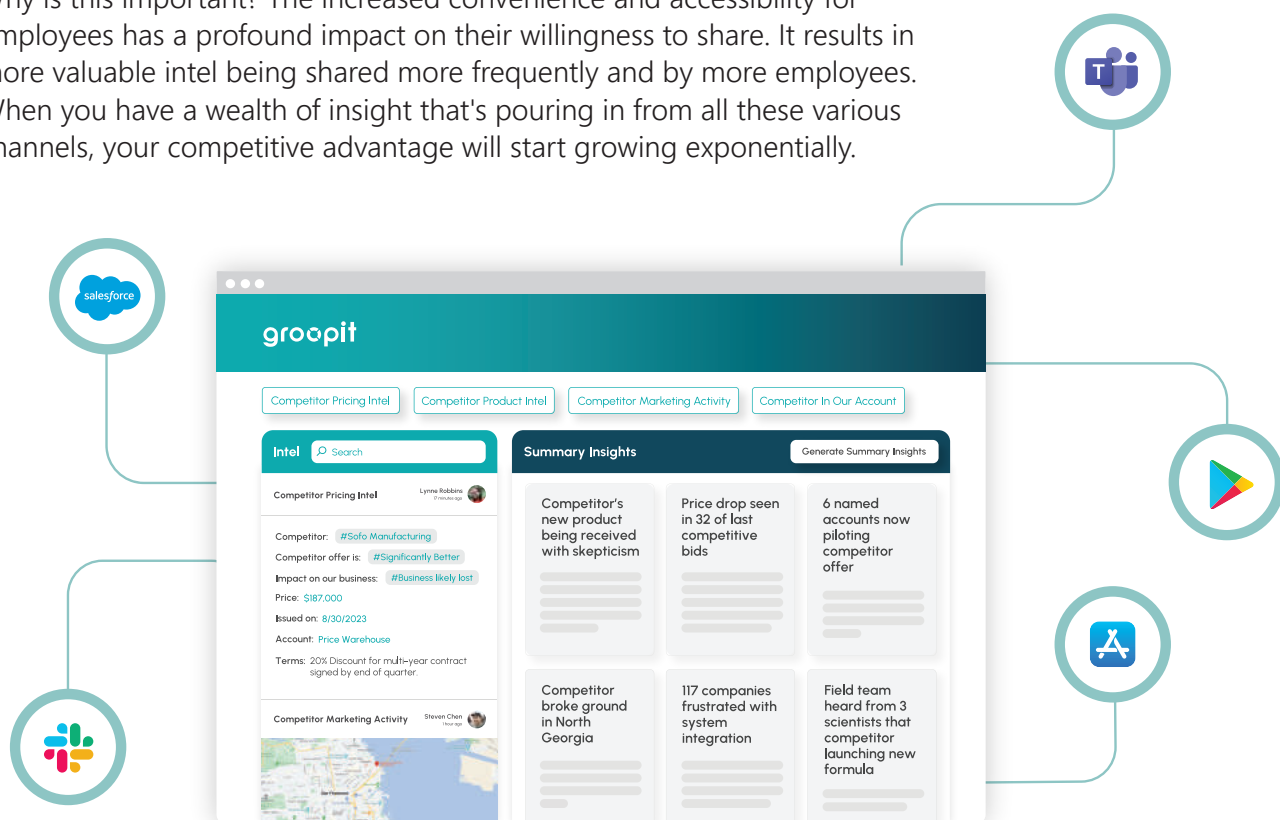 why is this important? The increased convenience and accessibility for
employees has a profound impact on their willingness to share. It results in
more valuable intel being shared more frequently and by more employees.
When you have a wealth of insight that's pouring in from all these various
channels, your competitive advantage will start growing exponentially.
T
salesforce
groopit
Competitor Pricing Intel
Competitor Product Intel
Competitor Marketing Activity
Competitor In Our Account
Intel
Search
Competitor Pricing Intel
Lynne Robbins
17 minutes ago
Competitor: #Sofo Manufacturing
Competitor offer is: #Significantly Better
Impact on our business: #Business likely lost
Price: $187,000
Issued on: 8/30/2023
Account: Price Warehouse
Terms: 20% Discount for multi-year contract
signed by end of quarter.
Competitor Marketing Activity
Steven Chen
1 hour ago
Summary Insights
Generate Summary Insights
Competitor's
new product
being received
with skepticism
Price drop seen
in 32 of last
competitive
bids
6 named
accounts now
piloting
competitor
offer
Competitor
broke ground
in North
Georgia
117 companies
frustrated with
system
integration
Field team
heard from 3
scientists that
competitor
launching new
formula